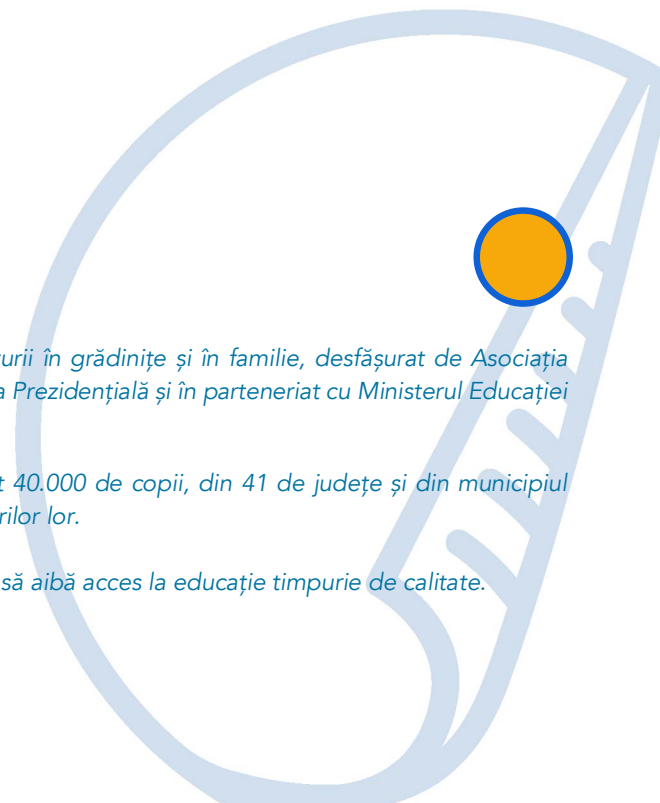 urii în grădinițe și în familie, desfășurat de Asociația
a Prezidențială și în parteneriat cu Ministerul Educației
t 40.000 de copii, din 41 de județe și din municipiul
rilor lor.
să aibă acces la educație timpurie de calitate.